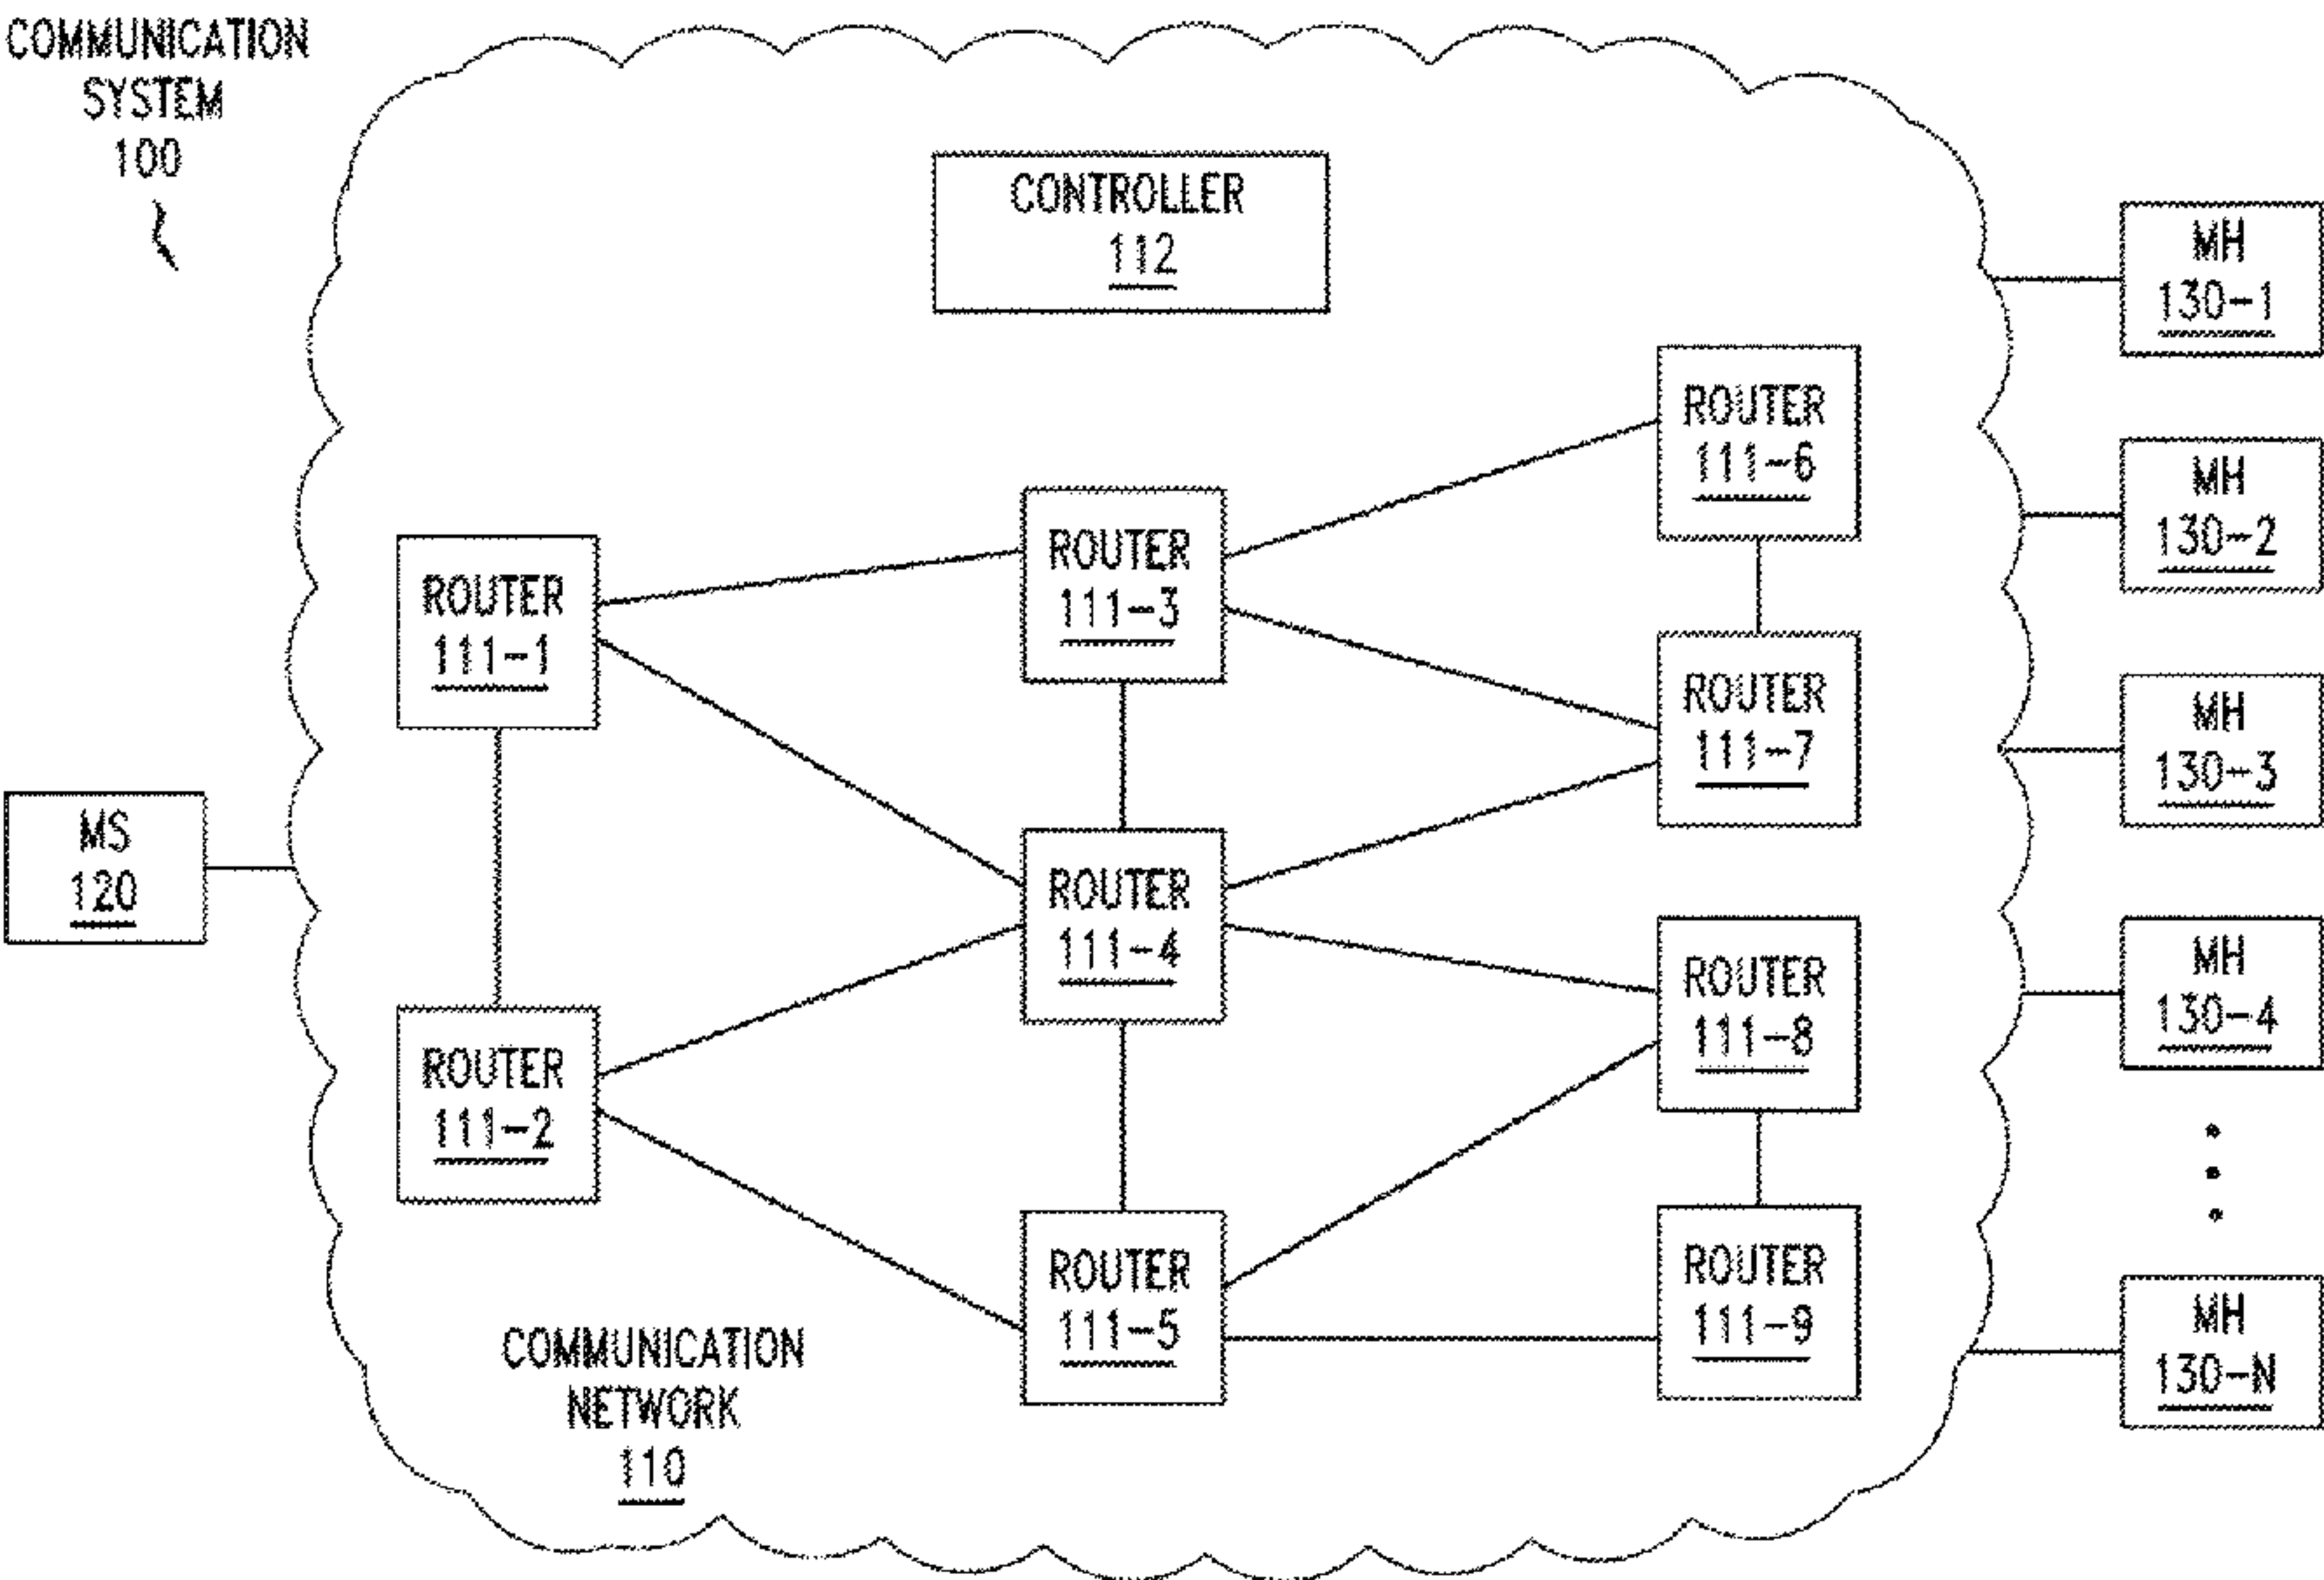 COMMUNICATION
SYSTEM
100
CONTROLLER
112
MH
130-1
ROUTER
111-6
MH
130-2
ROUTER
111-3
ROUTER
111-1
ROUTER
111-7
MH
130-3
MS
120
ROUTER
111-4
ROUTER
111-8
MH
130-4
ROUTER
111-2
ROUTER
111-5
ROUTER
111-9
MH
130-N
COMMUNICATION
NETWORK
110